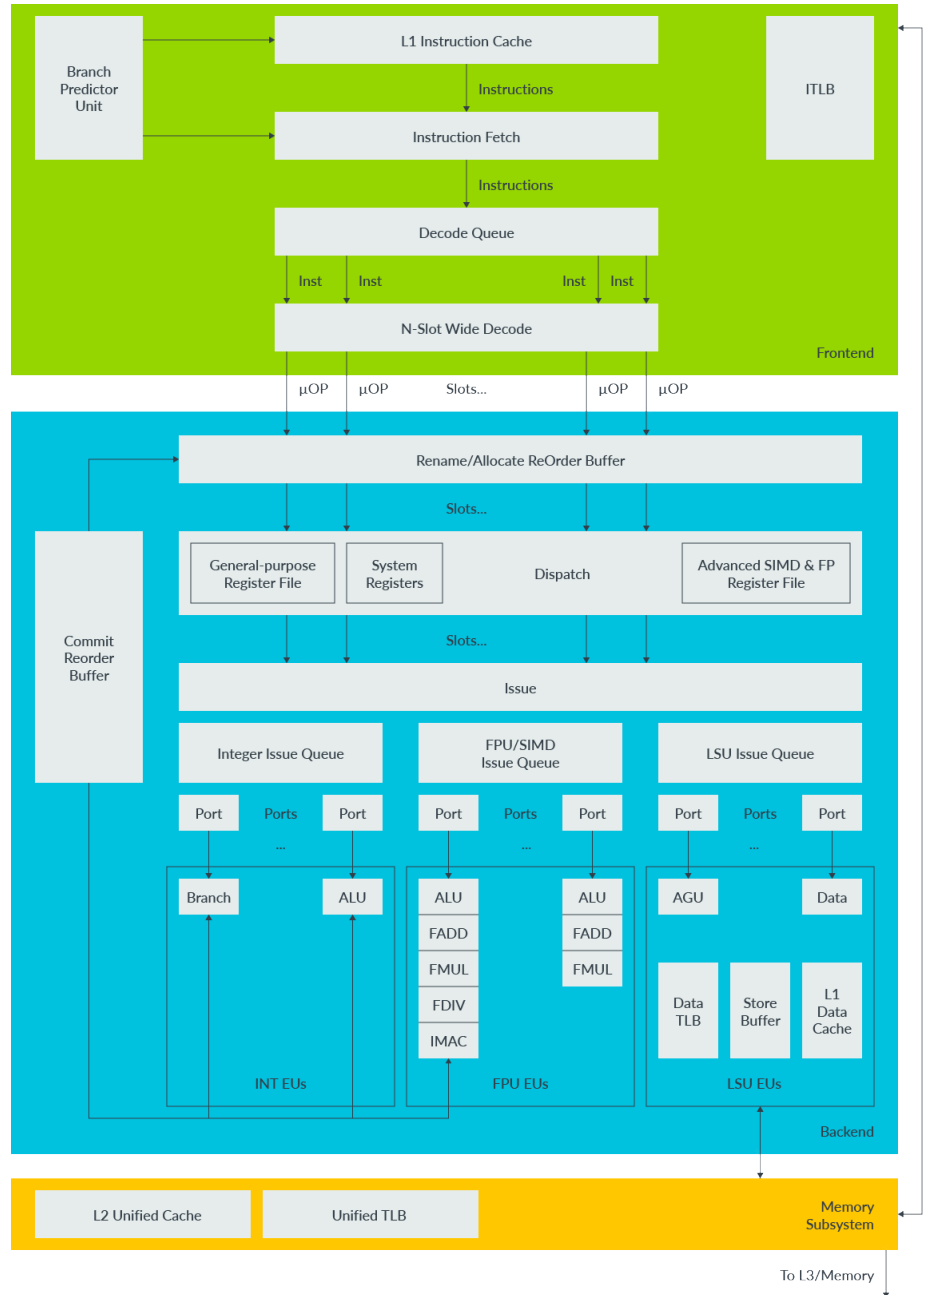 L1 Instruction Cache
Branch
Predictor
Unit
ITLB
Instructions
Instruction Fetch
Instructions
Decode Queue
Inst
Inst
Inst
Inst
N-Slot Wide Decode
Frontend
μOP
μOP
Slots...
μOP
μOP
Rename/Allocate ReOrder Buffer
Slots...
General-purpose
Register File
System
Registers
Dispatch
Advanced SIMD & FP
Register File
Commit
Reorder
Buffer
Slots...
Issue
Integer Issue Queue
FPU/SIMD
Issue Queue
LSU Issue Queue
Port
Ports
...
Port
Port
Ports
...
Port
Port
Ports
...
Port
Branch
ALU
ALU
FADD
FMUL
FDIV
IMAC
ALU
FADD
FMUL
AGU
Data
Data
TLB
Store
Buffer
L1
Data
Cache
INT EUs
FPU EUs
LSU EUs
Backend
L2 Unified Cache
Unified TLB
Memory
Subsystem
To L3/Memory